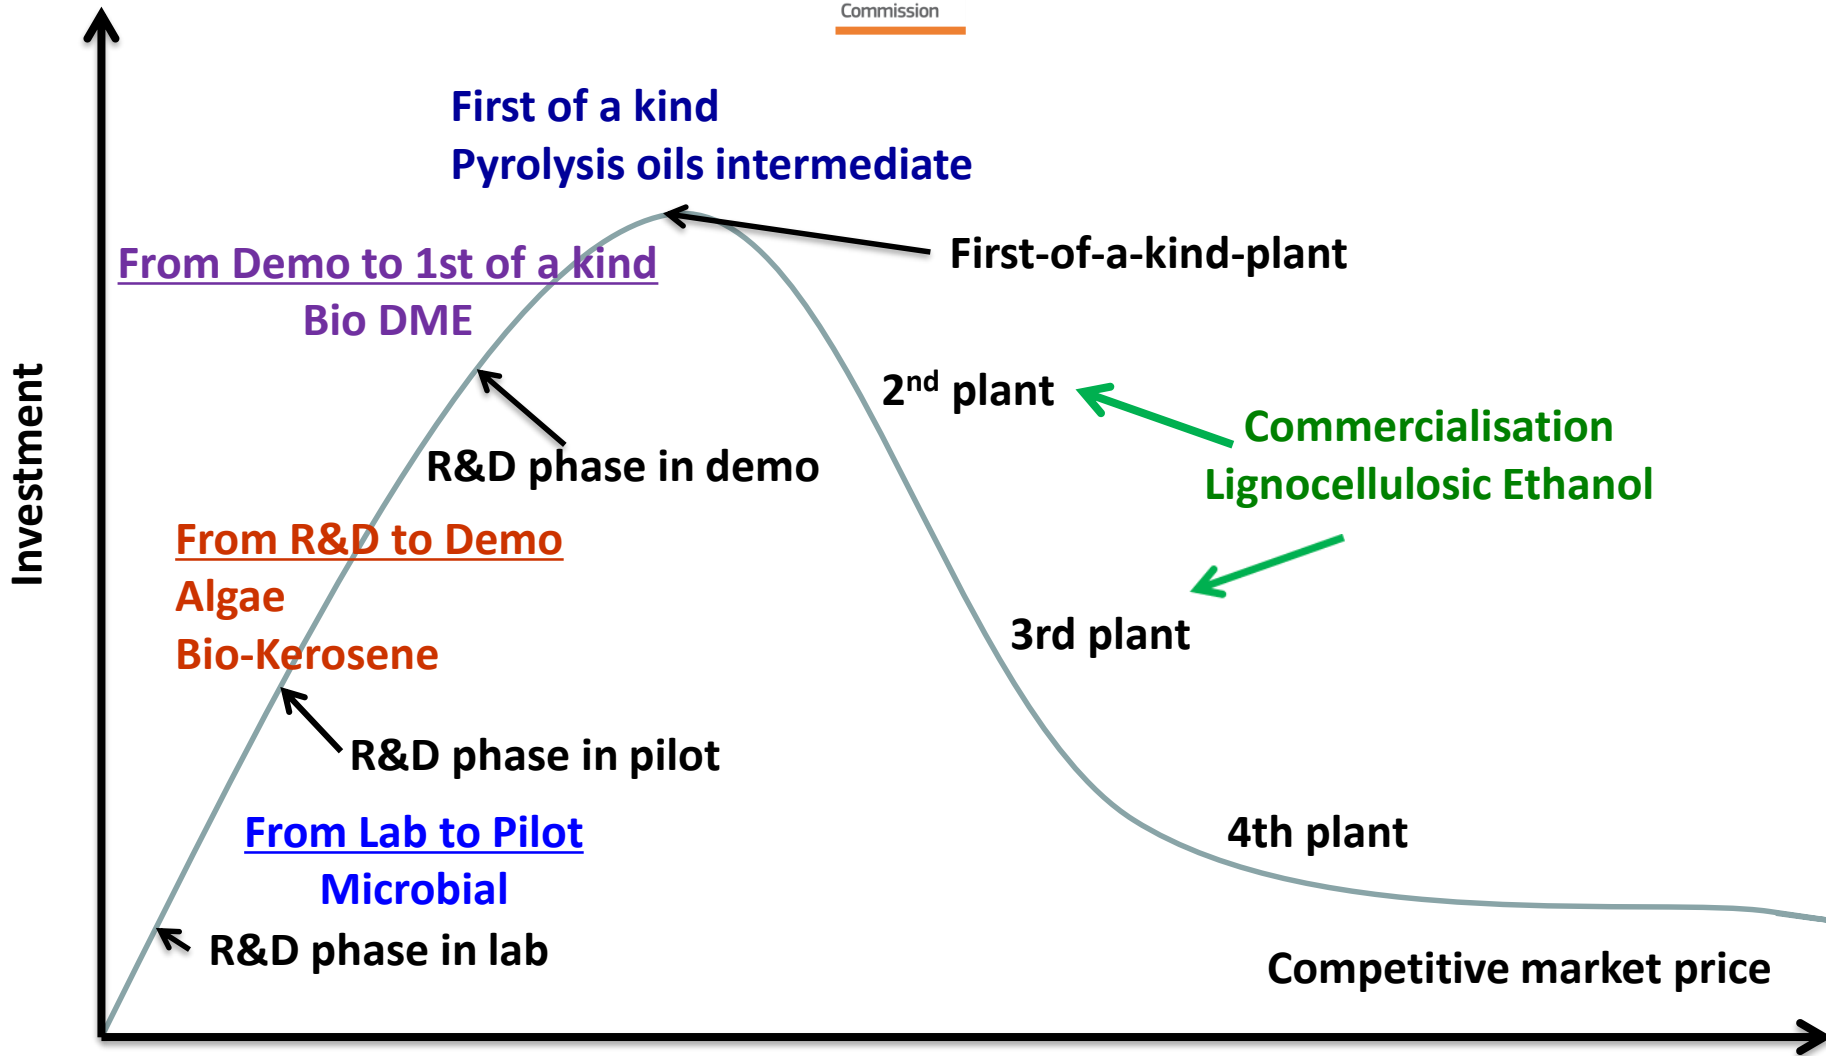 Commission
First of a kind
Pyrolysis oils intermediate
From Demo to 1st of a kind
Bio DME
First-of-a-kind-plant
2nd plant
Commercialisation
Lignocellulosic Ethanol
R&D phase in demo
Investment
From R&D to Demo
Algae
Bio-Kerosene
3rd plant
R&D phase in pilot
From Lab to Pilot
Microbial
4th plant
R&D phase in lab
Competitive market price